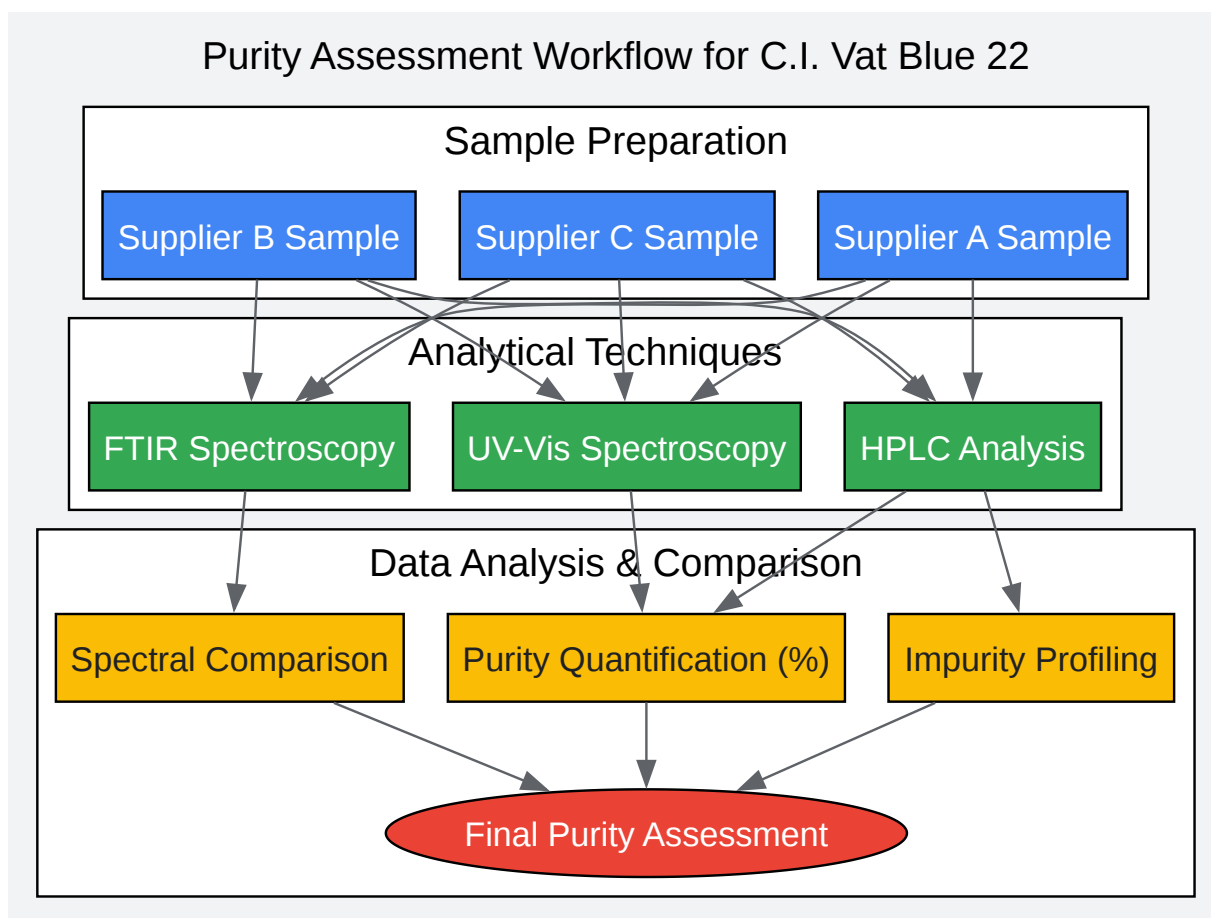 Purity Assessment Workflow for C.I. Vat Blue 22
Sample Preparation
Supplier B Sample
Supplier C Sample
Supplier A Sample
Analytical Techniques
FTIR Spectroscopy
UV-Vis Spectroscopy
HPLC Analysis
Data Analysis & Comparison
Spectral Comparison
Purity Quantification (%)
Impurity Profiling
Final Purity Assessment